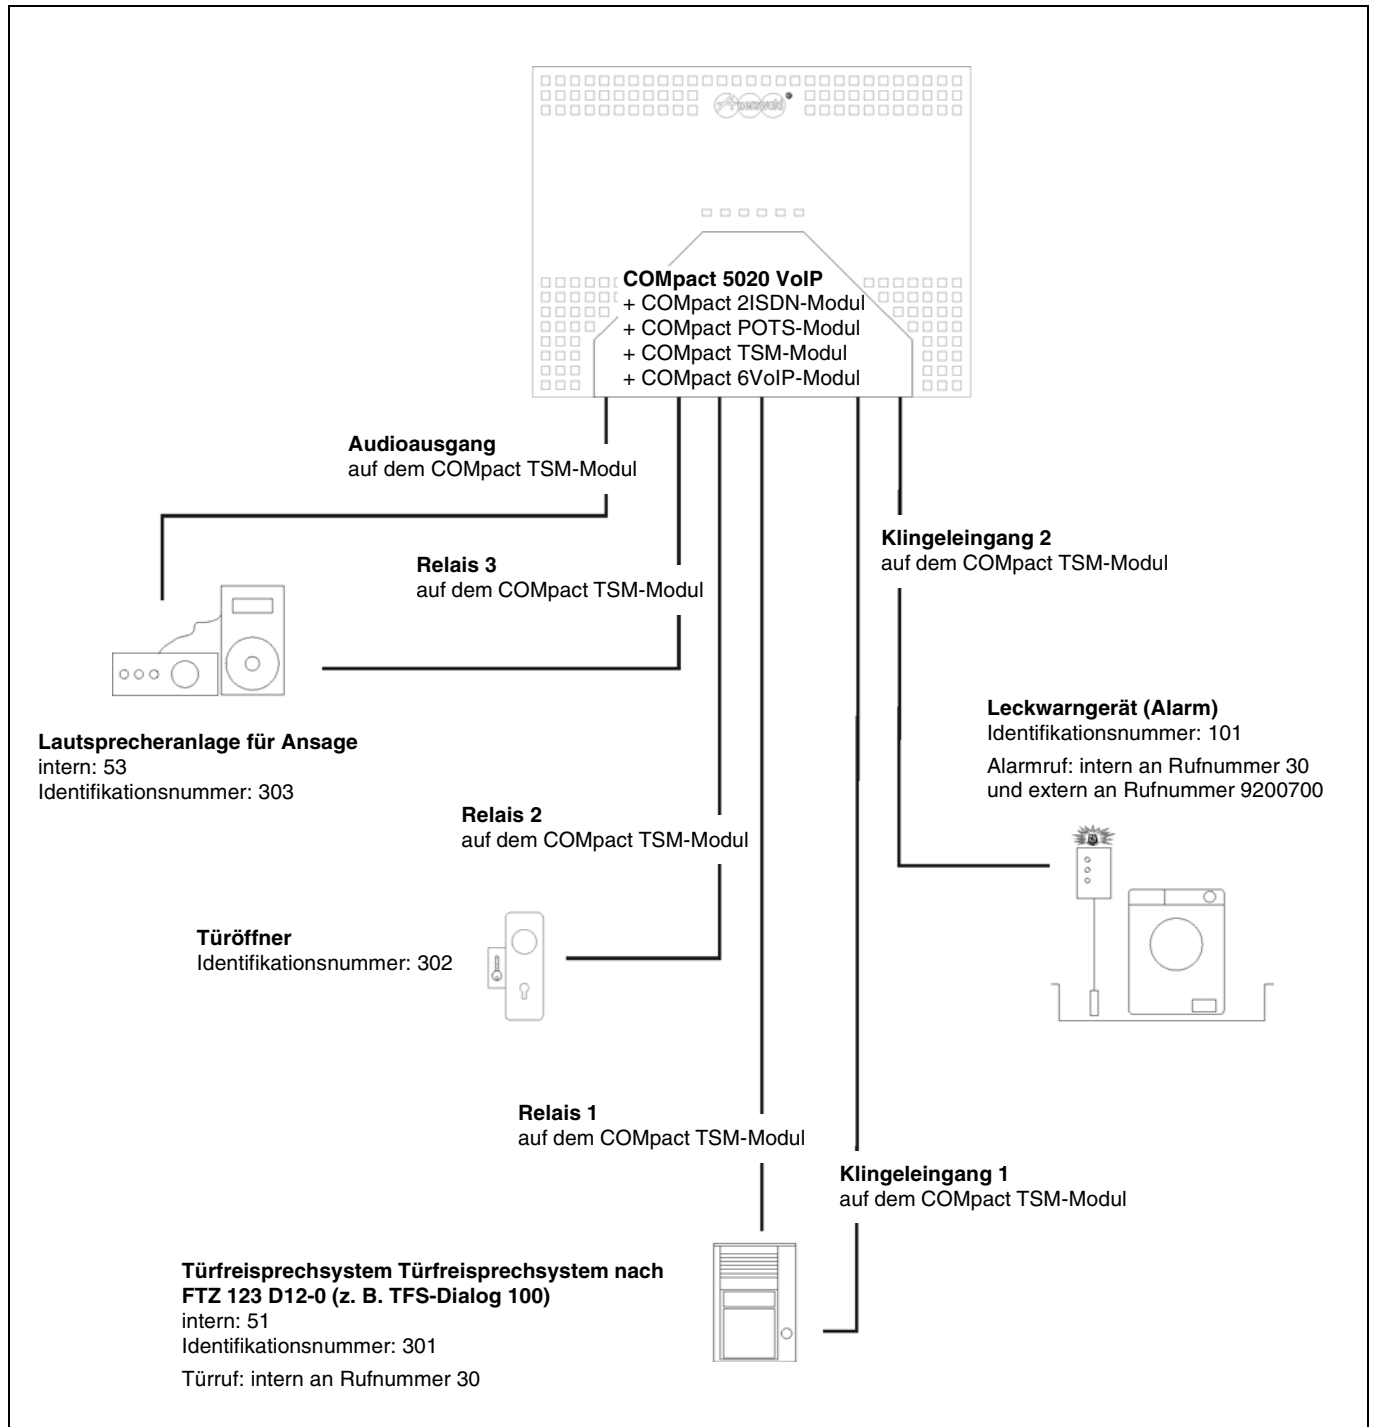 COMpact 5020 VoIP
+ COMpact 2ISDN-Modul
+ COMpact POTS-Modul
+ COMpact TSM-Modul
+ COMpact 6VoIP-Modul
Audioausgang
auf dem COMpact TSM-Modul
Klingeleingang 2
auf dem COMpact TSM-Modul
Relais 3
auf dem COMpact TSM-Modul
Leckwarngerät (Alarm)
Identifikationsnummer: 101
Alarmruf: intern an Rufnummer 30
und extern an Rufnummer 9200700
Lautsprecheranlage für Ansage
intern: 53
Identifikationsnummer: 303
Relais 2
auf dem COMpact TSM-Modul
Türöffner
Identifikationsnummer: 302
Relais 1
auf dem COMpact TSM-Modul
Klingeleingang 1
auf dem COMpact TSM-Modul
Türfreisprechsystem Türfreisprechsystem nach
FTZ 123 D12-0 (z. B. TFS-Dialog 100)
intern: 51
Identifikationsnummer: 301
Türruf: intern an Rufnummer 30